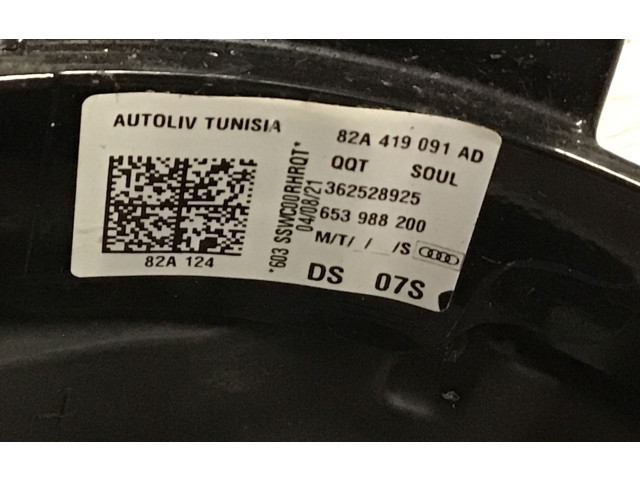 AUTOLIV TUNISIA
82A 419 091 AD
QQT SOUL
362528925
653 988 200
M/T/_/_/S
DS 07S
*603 SSWC00RHRQT*
04/08/21
82A 124